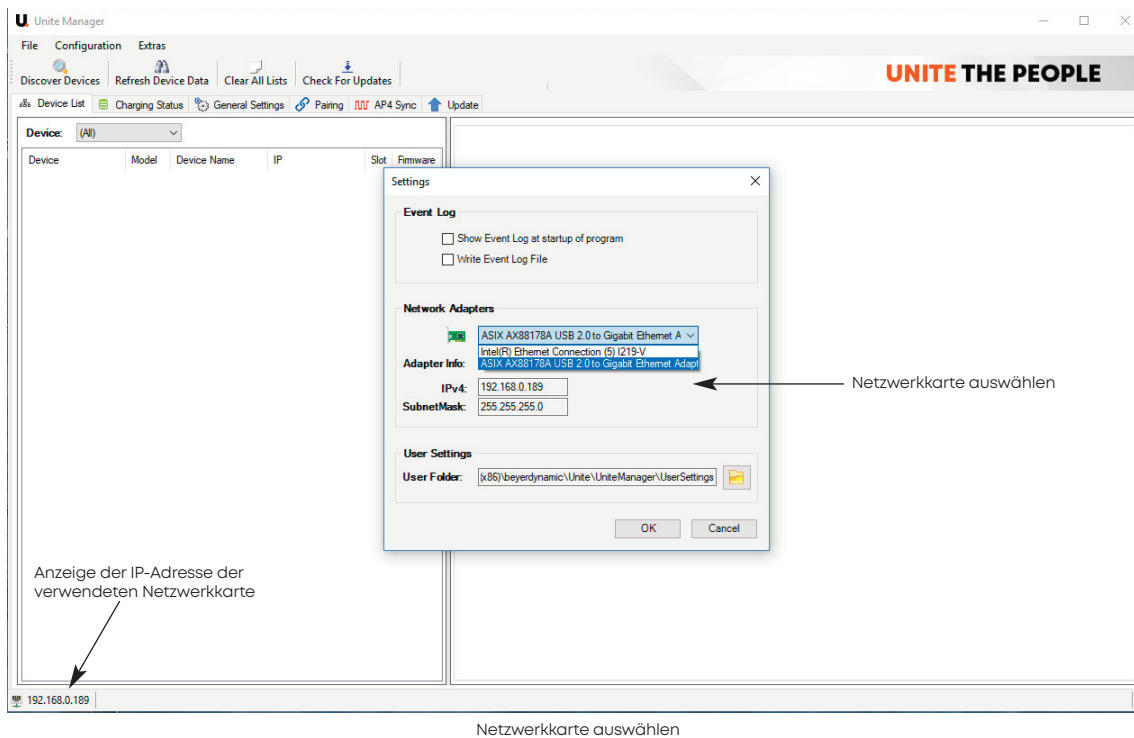 U. Unite Manager
File Configuration Extras
Discover Devices Refresh Device Data Clear All Lists Check For Updates
UNITE THE PEOPLE
Device List Charging Status General Settings Pairing AP4 Sync Update
Device: (All)
Device Model Device Name IP Slot Firmware
Settings
Event Log
Show Event Log at startup of program
Write Event Log File
Network Adapters
ASIX AX88178A USB 2.0 to Gigabit Ethernet A
Intel(R) Ethernet Connection (5) I219-V
Adapter Info: ASIX AX88178A USB 2.0 to Gigabit Ethernet Adapt
IPv4: 192.168.0.189
SubnetMask: 255.255.255.0
Netzwerkkarte auswählen
User Settings
User Folder: (x86)\beyerdynamic\Unite\UniteManager\UserSettings
OK Cancel
Anzeige der IP-Adresse der
verwendeten Netzwerkkarte
192.168.0.189
Netzwerkkarte auswählen